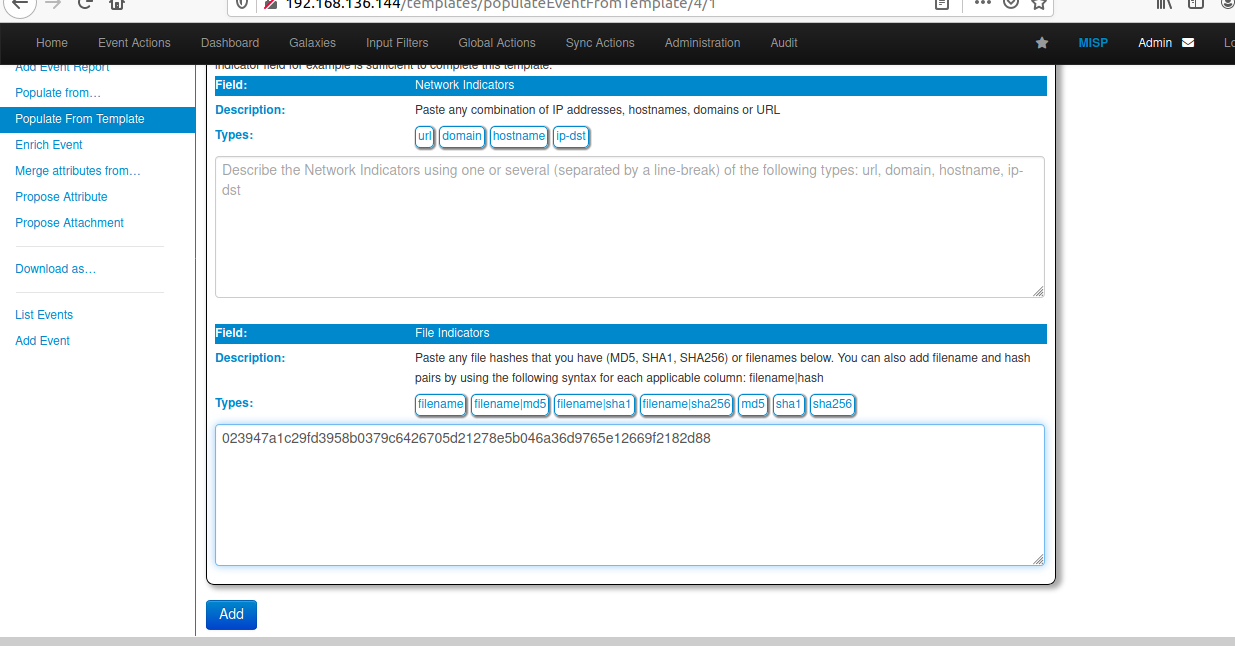 192.168.136.144/templates/populateEventFromTemplate/4/1
Home Event Actions Dashboard Galaxies Input Filters Global Actions Sync Actions Administration Audit MISP Admin
Add Event Report
Populate from…
Populate From Template
Enrich Event
Merge attributes from…
Propose Attribute
Propose Attachment
Download as…
List Events
Add Event
indicator field for example is sufficient to complete this template.
Field: Network Indicators
Description: Paste any combination of IP addresses, hostnames, domains or URL
Types: url domain hostname ip-dst
Describe the Network Indicators using one or several (separated by a line-break) of the following types: url, domain, hostname, ip-
dst
Field: File Indicators
Description: Paste any file hashes that you have (MD5, SHA1, SHA256) or filenames below. You can also add filename and hash
pairs by using the following syntax for each applicable column: filename|hash
Types: filename filename|md5 filename|sha1 filename|sha256 md5 sha1 sha256
023947a1c29fd3958b0379c6426705d21278e5b046a36d9765e12669f2182d88
Add